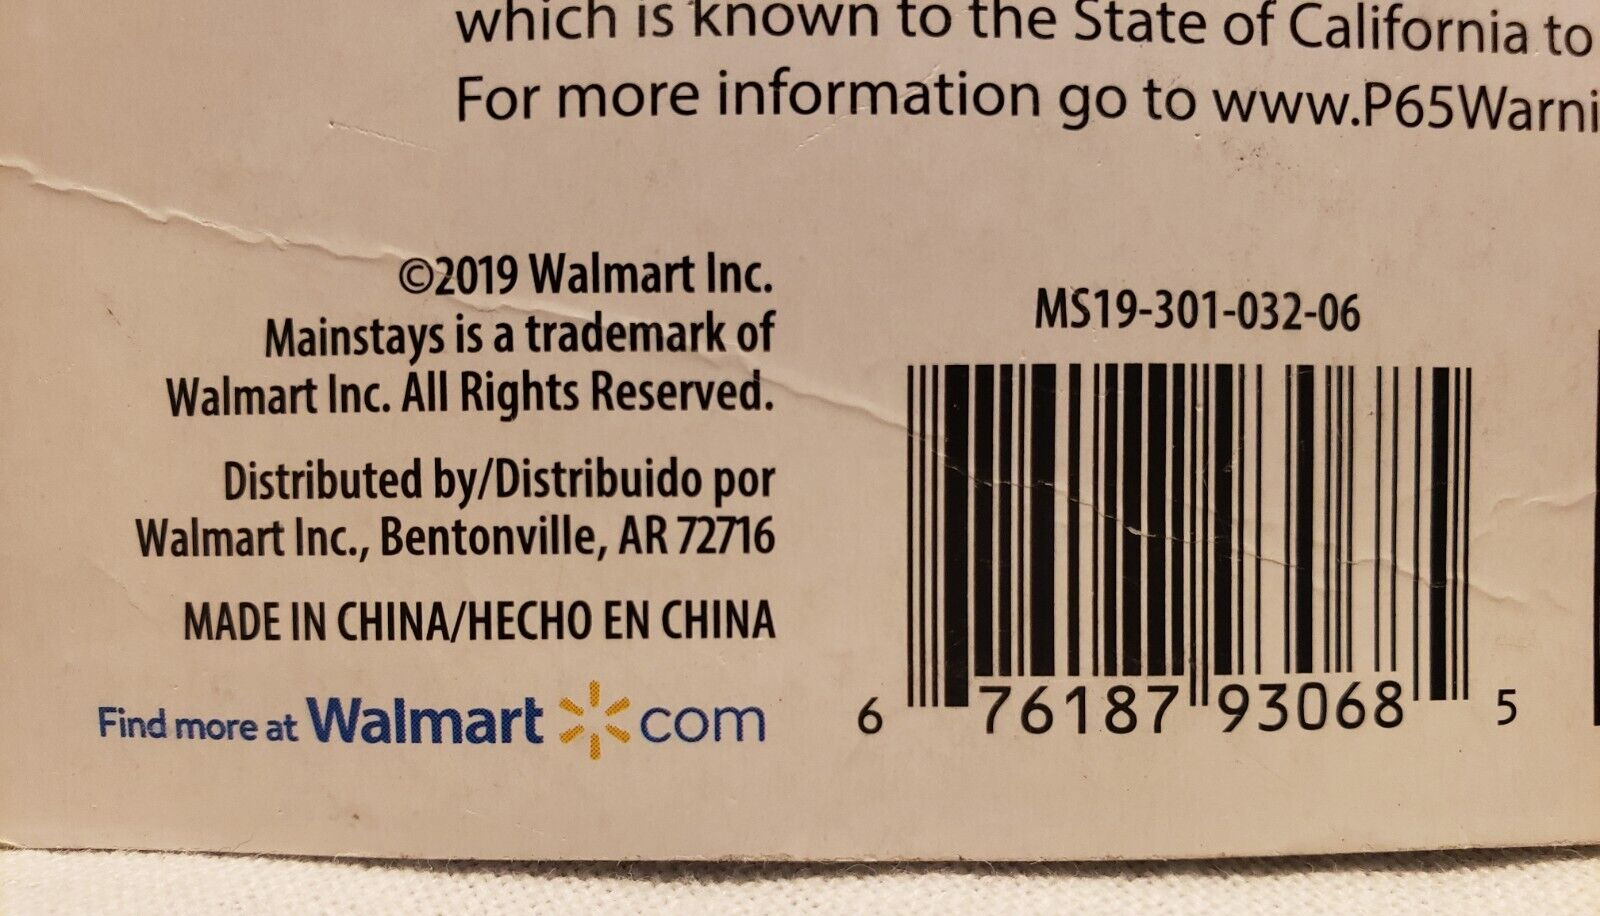 which is known to the State of California to
For more information go to www.P65Warni
©2019 Walmart Inc.
Mainstays is a trademark of
Walmart Inc. All Rights Reserved.
Distributed by/Distribuido por
Walmart Inc., Bentonville, AR 72716
MADE IN CHINA/HECHO EN CHINA
Find more at Walmart com
MS19-301-032-06
6 76187 93068 5